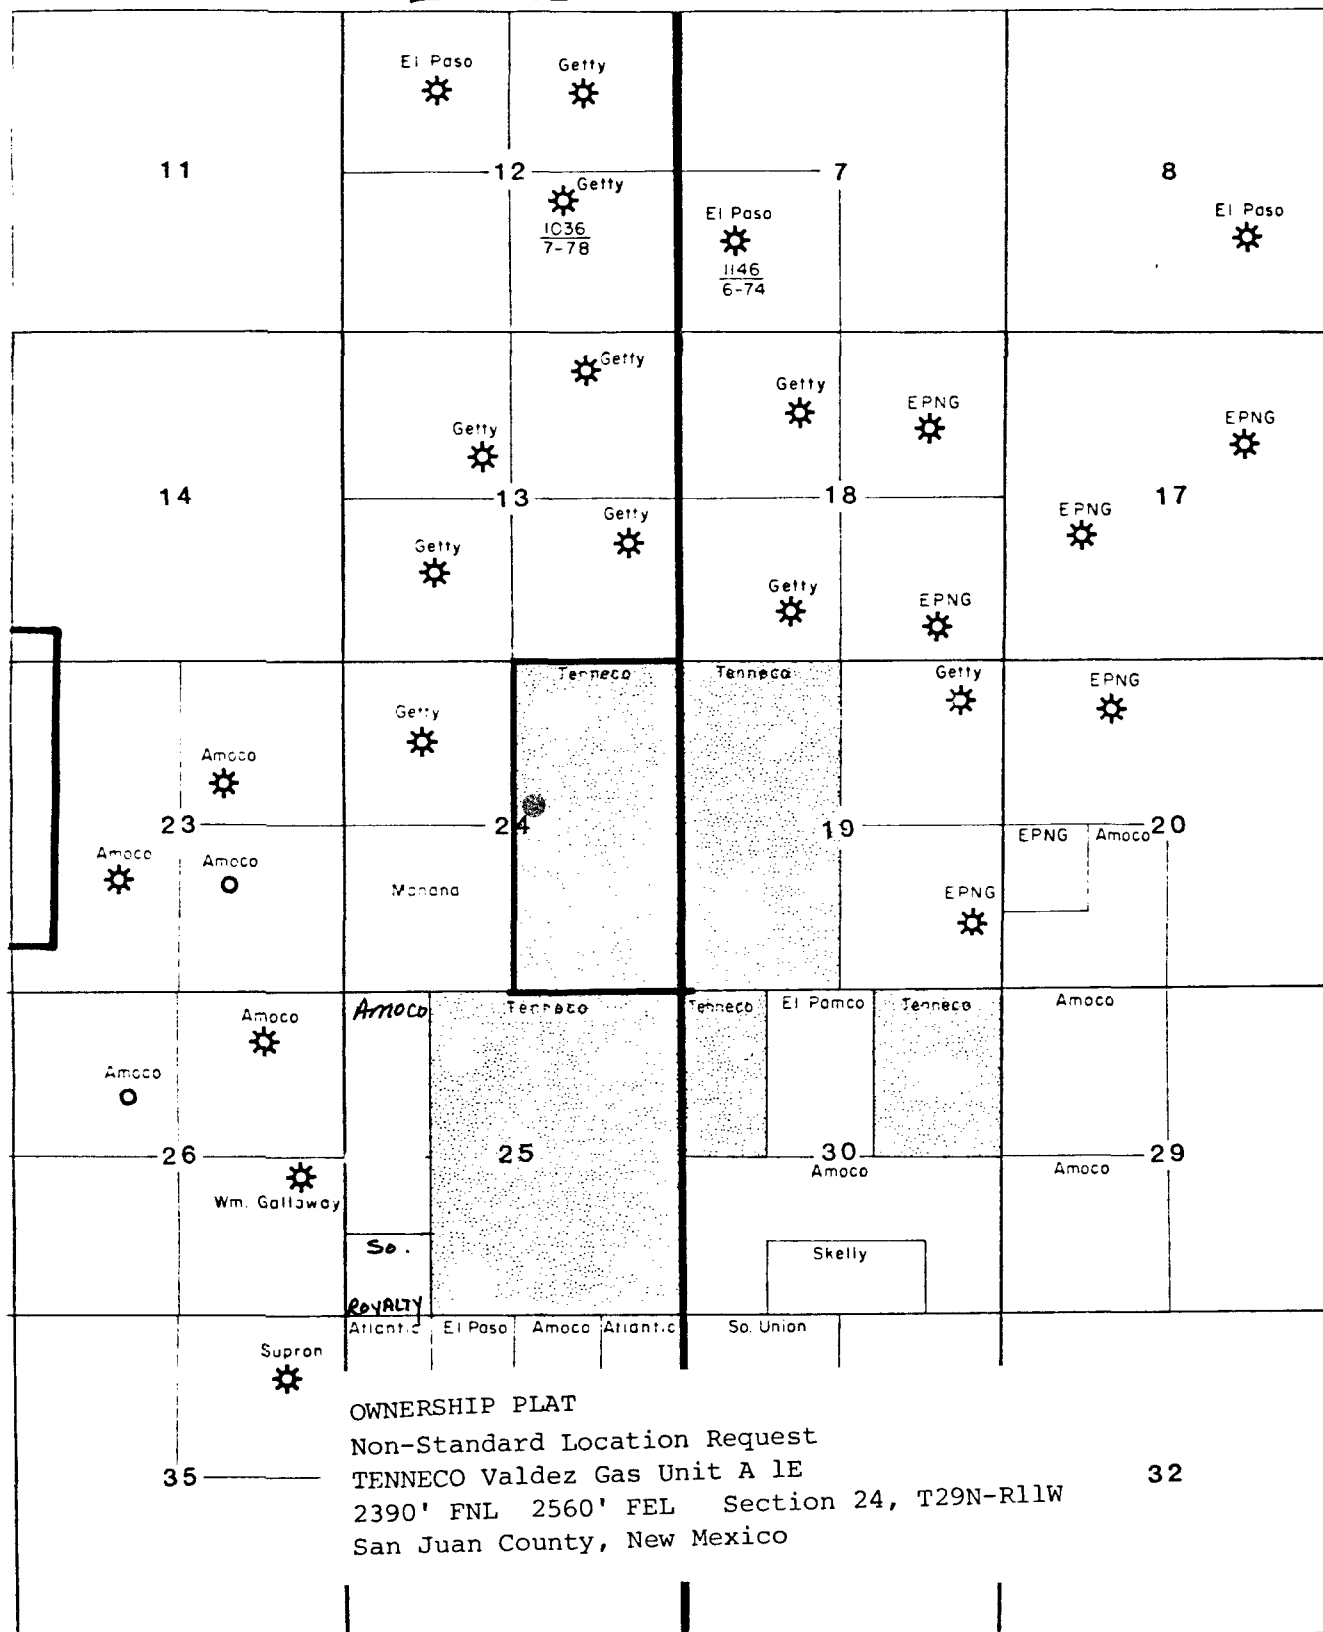 El Paso
Getty
11
12
7
8
Getty
1036
7-78
El Paso
1146
6-74
El Paso
Getty
Getty
EPNG
EPNG
Getty
14
13
18
17
Getty
Getty
EPNG
Getty
EPNG
Tenneco
Tenneco
Getty
EPNG
Getty
Amoco
23
24
19
20
EPNG
Amoco
Amoco
Amoco
Manana
EPNG
Amoco
AMOCO
Tenneco
Tenneco
El Pamco
Tenneco
Amoco
Amoco
26
25
30
29
Amoco
Amoco
Wm. Gallaway
So.
Skelly
ROYALTY
Atlantic
El Paso
Amoco
Atlantic
So. Union
Supron
OWNERSHIP PLAT
Non-Standard Location Request
TENNECO Valdez Gas Unit A 1E
2390' FNL 2560' FEL Section 24, T29N-R11W
San Juan County, New Mexico
35
32